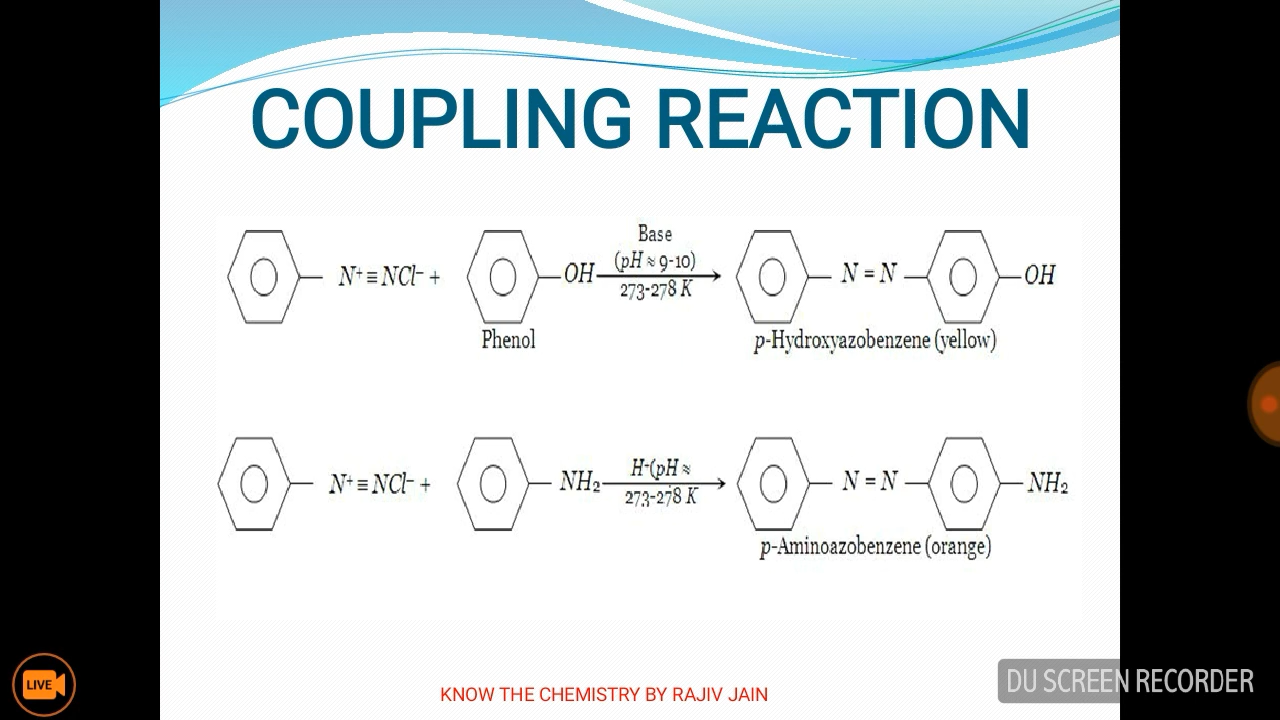 COUPLING REACTION
N⁺≡NCl⁻ + OH Base (pH ≈ 9-10) 273-278 K N = N OH
Phenol p-Hydroxyazobenzene (yellow)
N⁺≡NCl⁻ + NH₂ H⁺(pH ≈ 273-278 K N = N NH₂
p-Aminoazobenzene (orange)
LIVE
KNOW THE CHEMISTRY BY RAJIV JAIN
DU SCREEN RECORDER